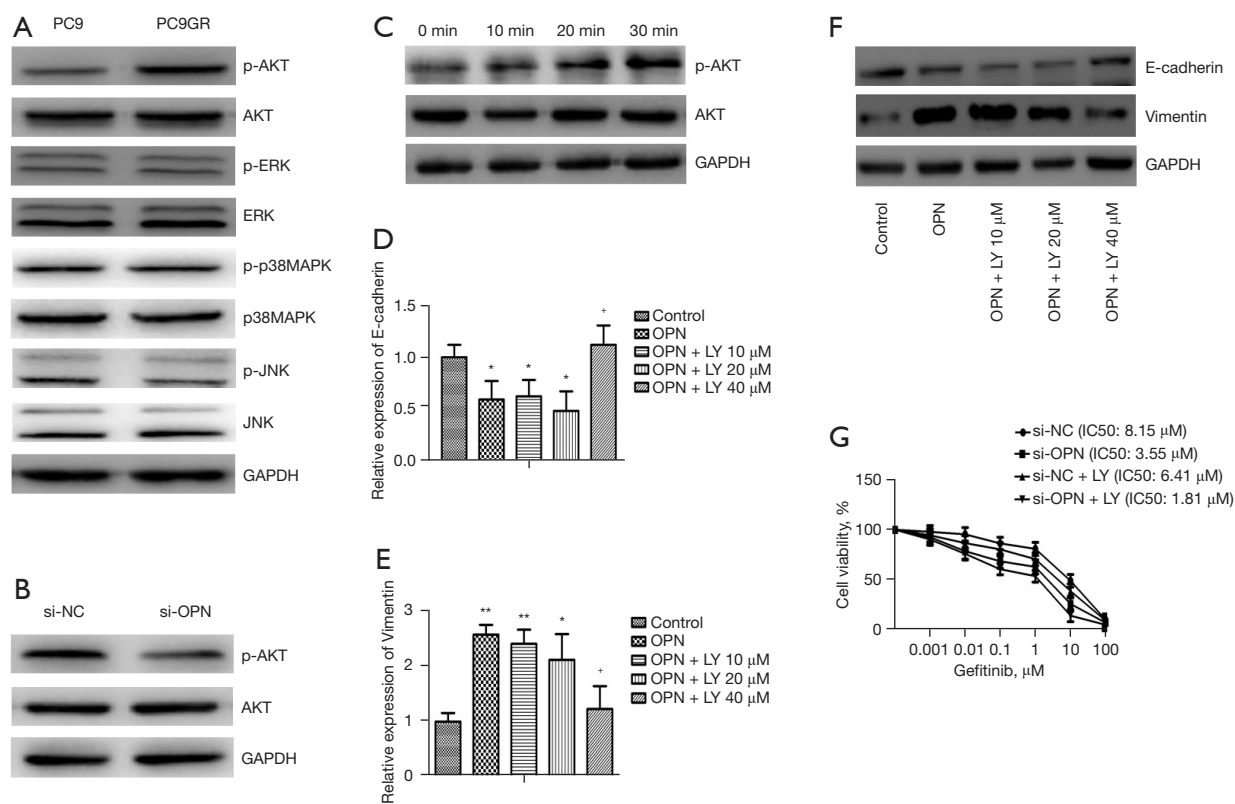 A
PC9 PC9GR
p-AKT
AKT
p-ERK
ERK
p-p38MAPK
p38MAPK
p-JNK
JNK
GAPDH
B
si-NC si-OPN
p-AKT
AKT
GAPDH
C
0 min 10 min 20 min 30 min
p-AKT
AKT
GAPDH
D
Relative expression of E-cadherin
1.5
1.0
0.5
0.0
*
*
*
+
Control
OPN
OPN + LY 10 μM
OPN + LY 20 μM
OPN + LY 40 μM
E
Relative expression of Vimentin
3
2
1
0
**
**
*
+
Control
OPN
OPN + LY 10 μM
OPN + LY 20 μM
OPN + LY 40 μM
F
E-cadherin
Vimentin
GAPDH
Control
OPN
OPN + LY 10 μM
OPN + LY 20 μM
OPN + LY 40 μM
G
si-NC (IC50: 8.15 μM)
si-OPN (IC50: 3.55 μM)
si-NC + LY (IC50: 6.41 μM)
si-OPN + LY (IC50: 1.81 μM)
Cell viability, %
150
100
50
0
0.001 0.01 0.1 1 10 100
Gefitinib, μM